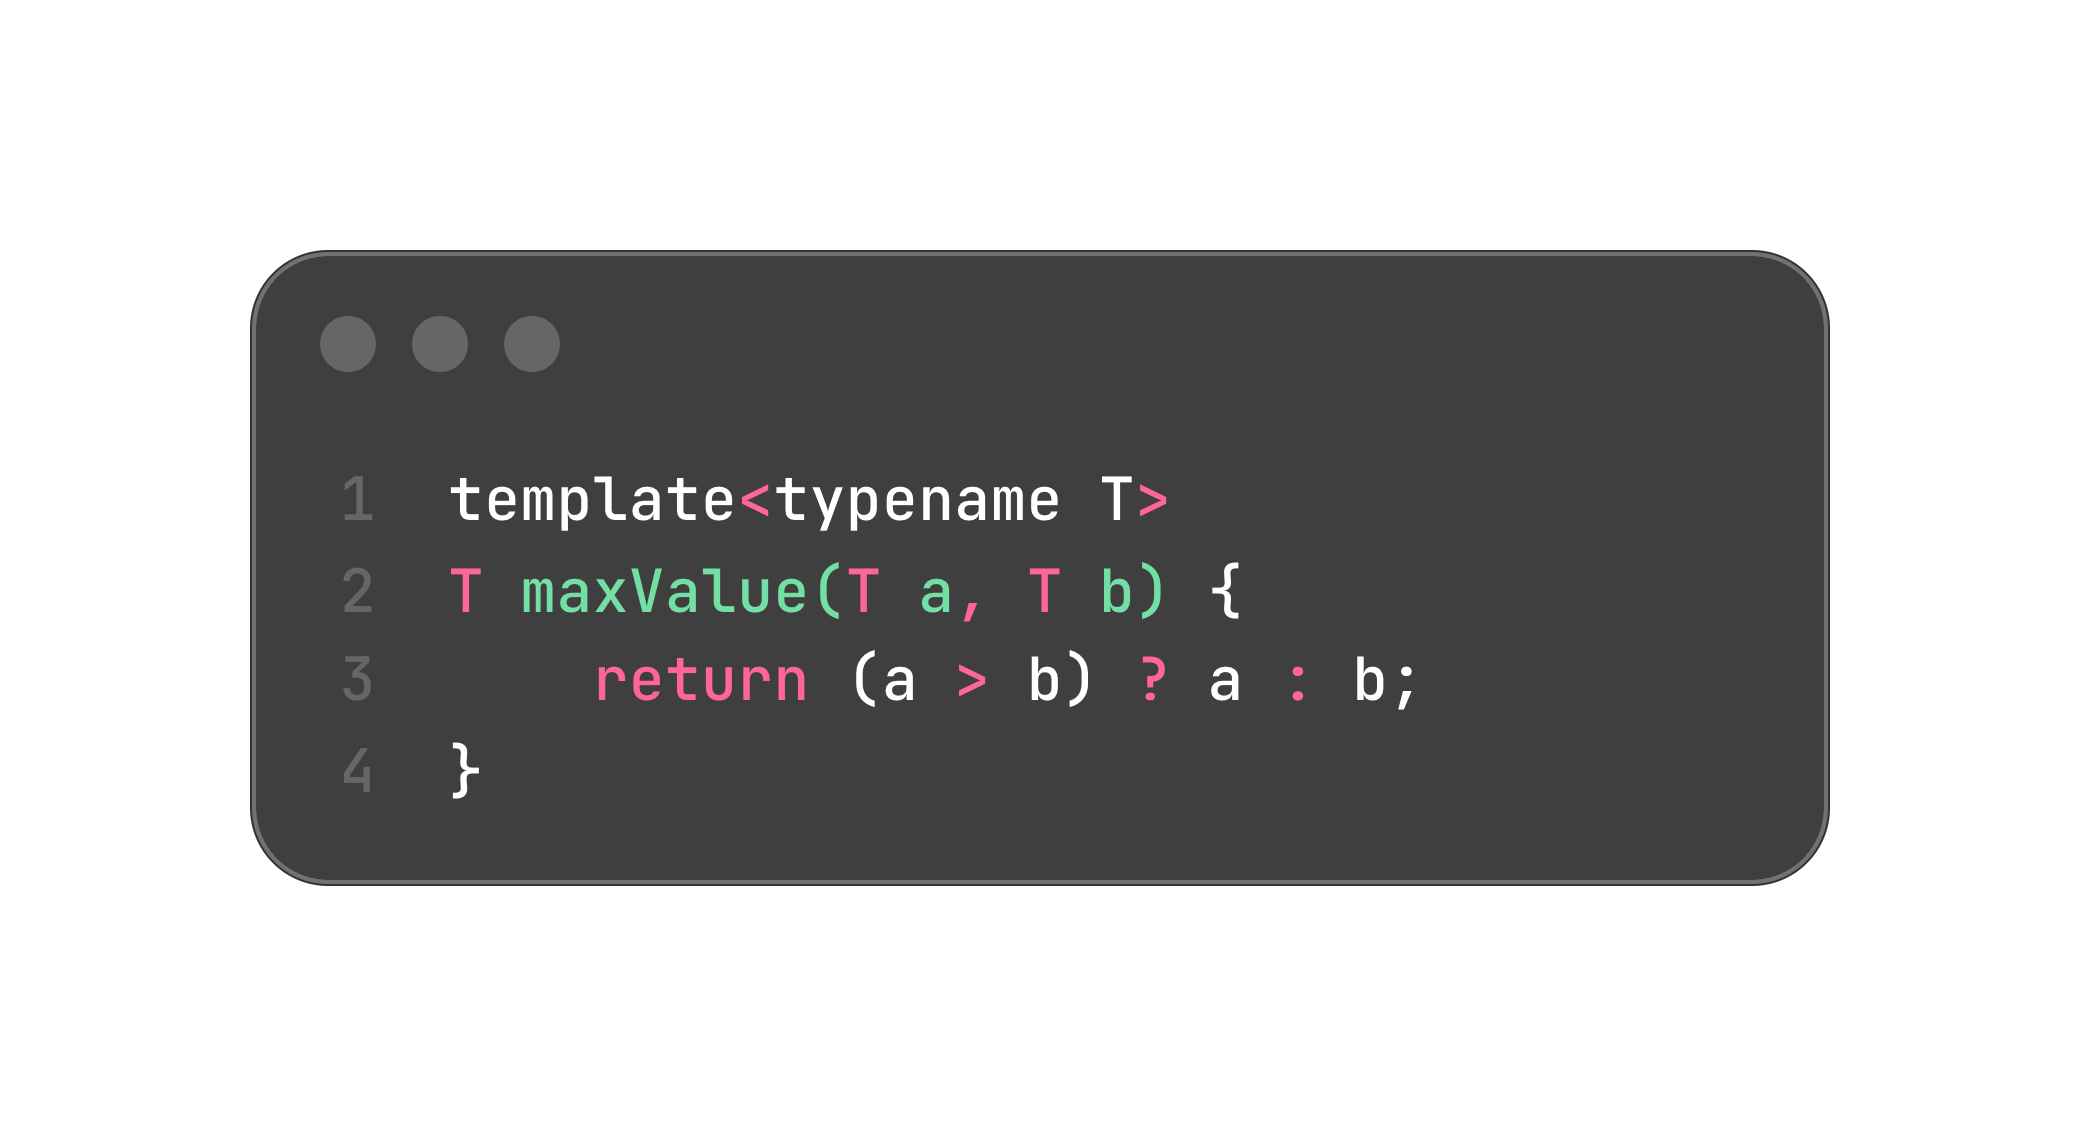 1 template<typename T>
2 T maxValue(T a, T b) {
3     return (a > b) ? a : b;
4 }